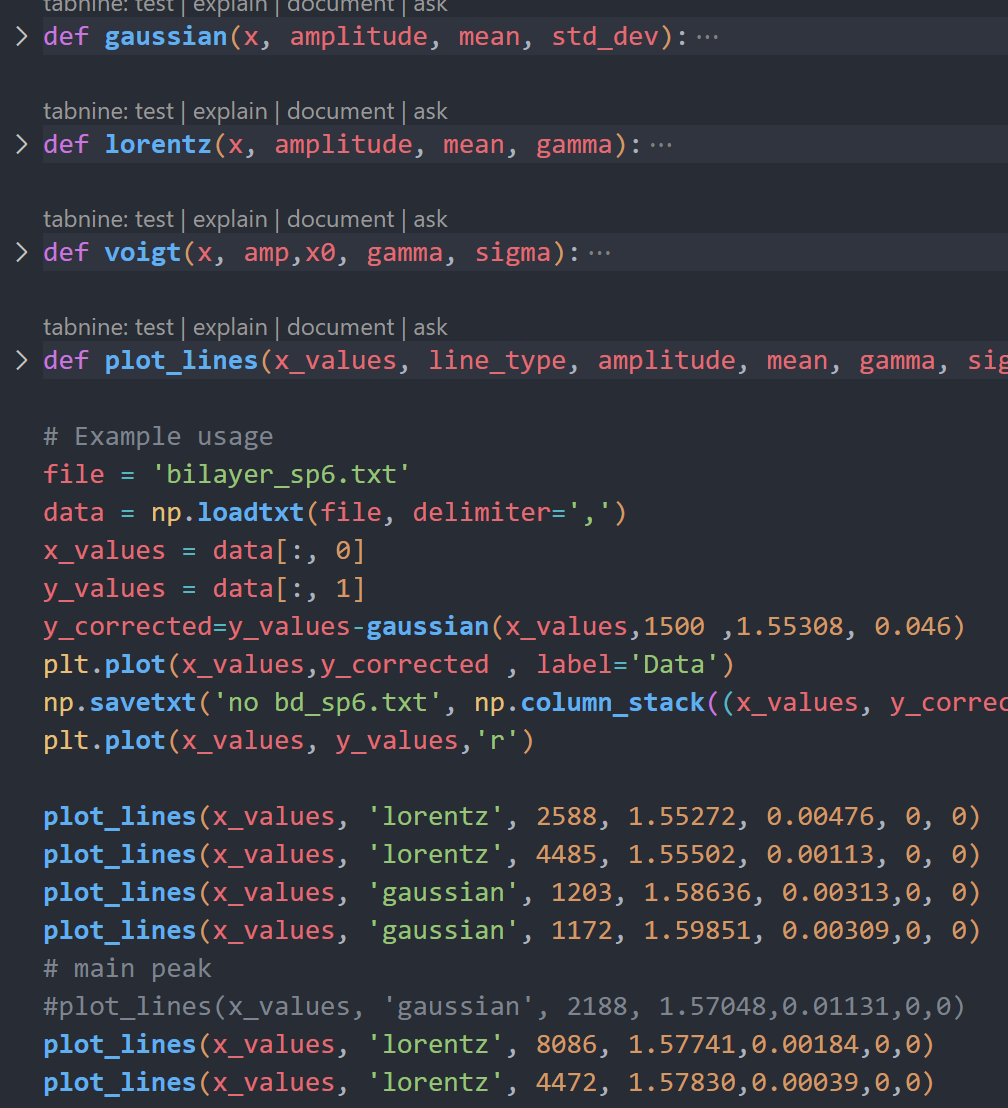 tabnine: test | explain | document | ask
def gaussian(x, amplitude, mean, std_dev):···
tabnine: test | explain | document | ask
def lorentz(x, amplitude, mean, gamma):···
tabnine: test | explain | document | ask
def voigt(x, amp,x0, gamma, sigma):···
tabnine: test | explain | document | ask
def plot_lines(x_values, line_type, amplitude, mean, gamma, sig
# Example usage
file = 'bilayer_sp6.txt'
data = np.loadtxt(file, delimiter=',')
x_values = data[:, 0]
y_values = data[:, 1]
y_corrected=y_values-gaussian(x_values,1500 ,1.55308, 0.046)
plt.plot(x_values,y_corrected , label='Data')
np.savetxt('no bd_sp6.txt', np.column_stack((x_values, y_correc
plt.plot(x_values, y_values,'r')
plot_lines(x_values, 'lorentz', 2588, 1.55272, 0.00476, 0, 0)
plot_lines(x_values, 'lorentz', 4485, 1.55502, 0.00113, 0, 0)
plot_lines(x_values, 'gaussian', 1203, 1.58636, 0.00313,0, 0)
plot_lines(x_values, 'gaussian', 1172, 1.59851, 0.00309,0, 0)
# main peak
#plot_lines(x_values, 'gaussian', 2188, 1.57048,0.01131,0,0)
plot_lines(x_values, 'lorentz', 8086, 1.57741,0.00184,0,0)
plot_lines(x_values, 'lorentz', 4472, 1.57830,0.00039,0,0)